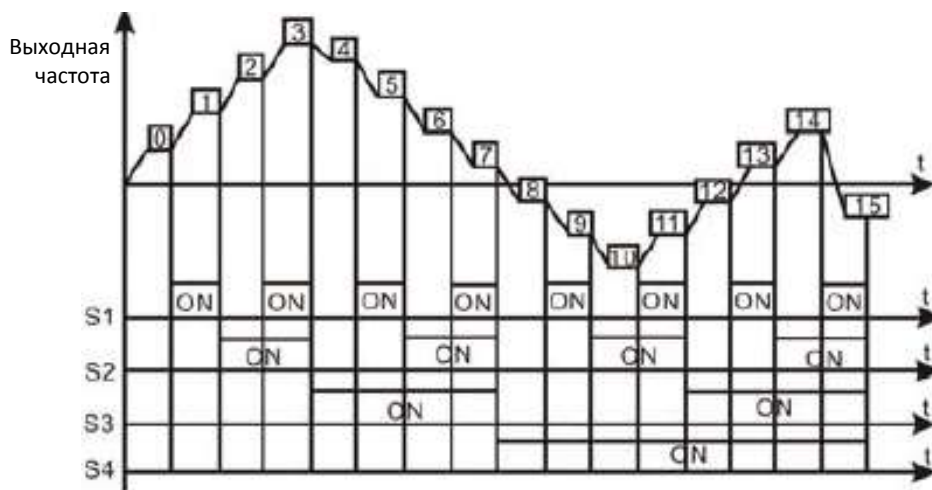 Выходная
частота
0 1 2 3 4 5 6 7 8 9 10 11 12 13 14 15
t
S1 ON ON ON ON ON ON ON ON t
S2 ON ON ON ON t
S3 ON ON t
S4 ON t